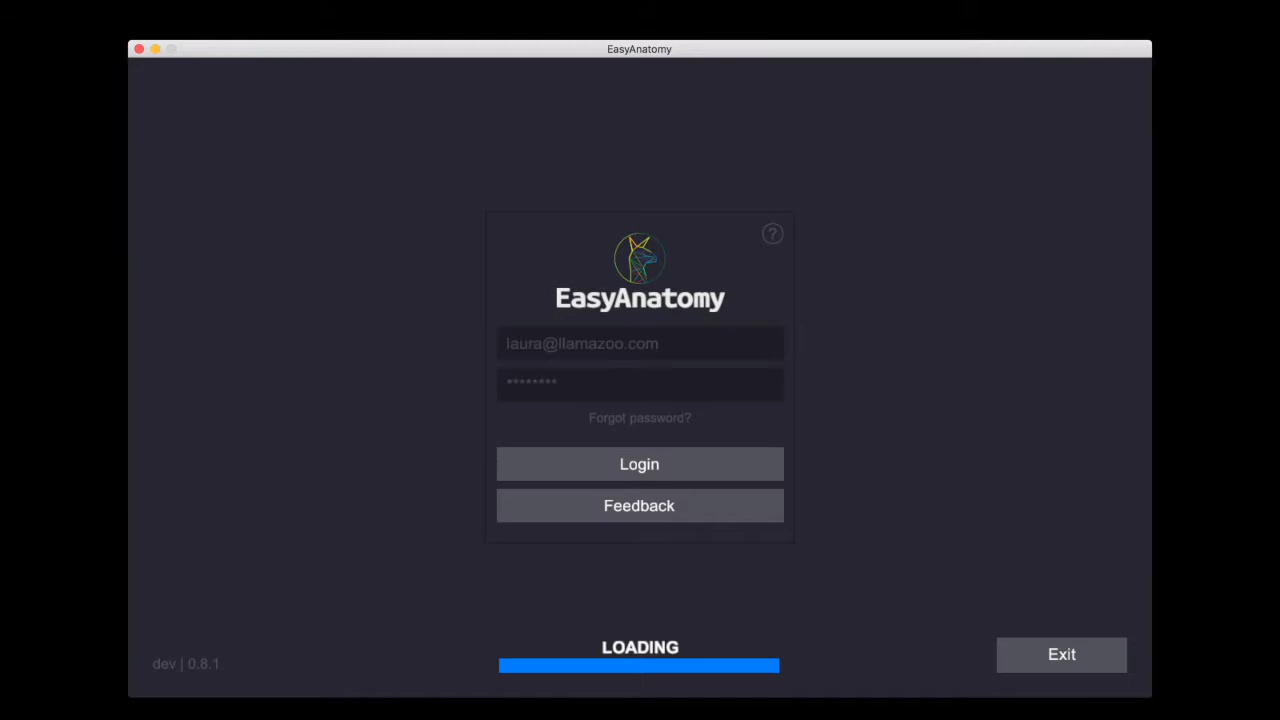 EasyAnatomy
?
EasyAnatomy
laura@llamazoo.com
********
Forgot password?
Login
Feedback
LOADING
dev | 0.8.1
Exit